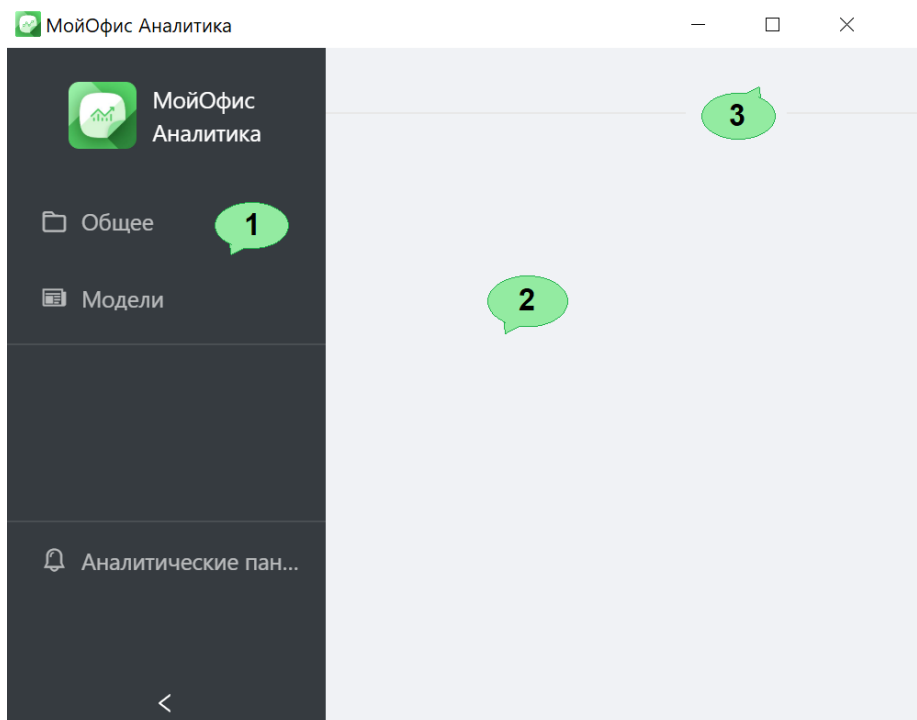 МойОфис Аналитика
МойОфис
Аналитика
3
Общее
1
Модели
2
Аналитические пан...